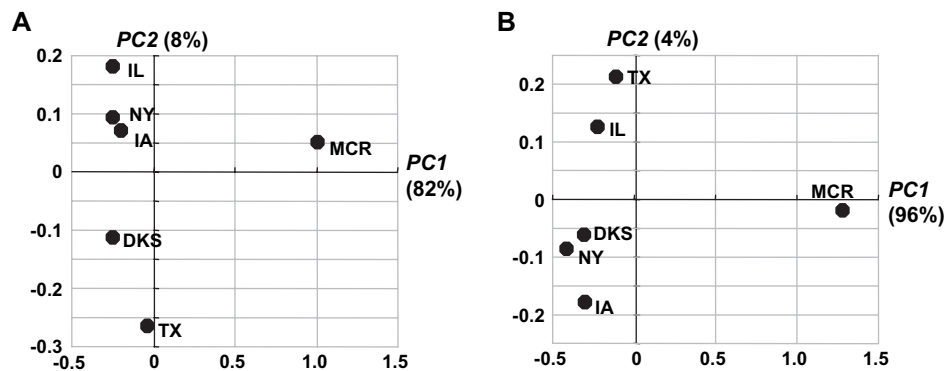 A
PC2 (8%)
0.2
0.1
0
-0.1
-0.2
-0.3
IL
NY
IA
MCR
DKS
TX
PC1
(82%)
-0.5
0
0.5
1.0
1.5
B
PC2 (4%)
0.2
0.1
0
-0.1
-0.2
TX
IL
MCR
DKS
NY
IA
PC1
(96%)
-0.5
0
0.5
1.0
1.5